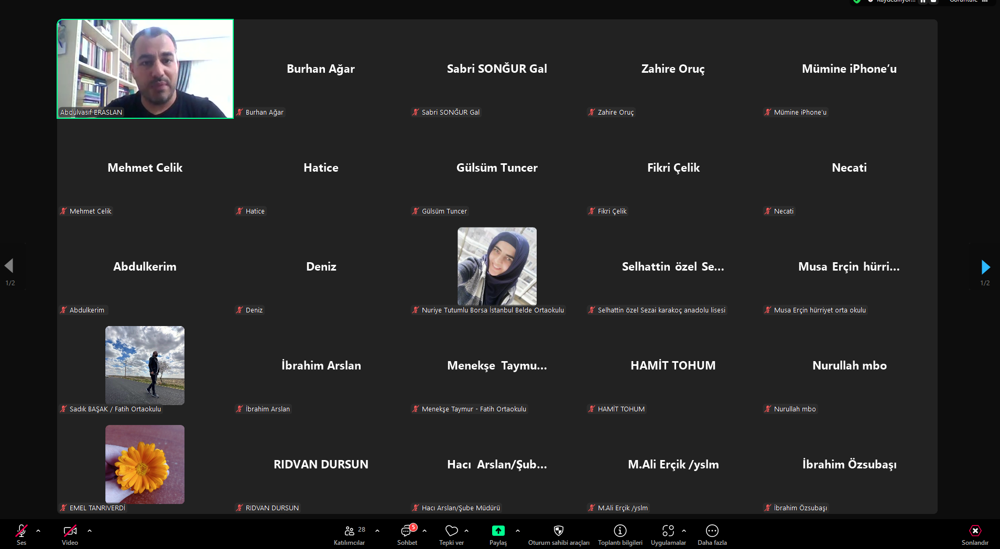 Kaydediliyor...
Görüntüle
Abdulvasıf ERASLAN
Burhan Ağar
Burhan Ağar
Sabri SONĞUR Gal
Sabri SONĞUR Gal
Zahire Oruç
Zahire Oruç
Mümine iPhone’u
Mümine iPhone'u
Mehmet Celik
Mehmet Celik
Hatice
Hatice
Gülsüm Tuncer
Gülsüm Tuncer
Fikri Çelik
Fikri Çelik
Necati
Necati
Abdulkerim
Abdulkerim
Deniz
Deniz
Nuriye Tutumlu Borsa İstanbul Belde Ortaokulu
Selhattin özel Se...
Selhattin özel Sezai karakoç anadolu lisesi
Musa Erçin hürri...
Musa Erçin hürriyet orta okulu
1/2
1/2
Sadık BAŞAK / Fatih Ortaokulu
İbrahim Arslan
İbrahim Arslan
Menekşe Taymu...
Menekşe Taymur - Fatih Ortaokulu
HAMİT TOHUM
HAMİT TOHUM
Nurullah mbo
Nurullah mbo
EMEL TANRIVERDİ
RIDVAN DURSUN
RIDVAN DURSUN
Hacı Arslan/Şub...
Hacı Arslan/Şube Müdürü
M.Ali Erçik /yslm
M.Ali Erçik /yslm
İbrahim Özsubaşı
İbrahim Özsubaşı
Ses
Video
28
Katılımcılar
5
Sohbet
Tepki ver
Paylaş
Oturum sahibi araçları
Toplantı bilgileri
Uygulamalar
Daha fazla
Sonlandır